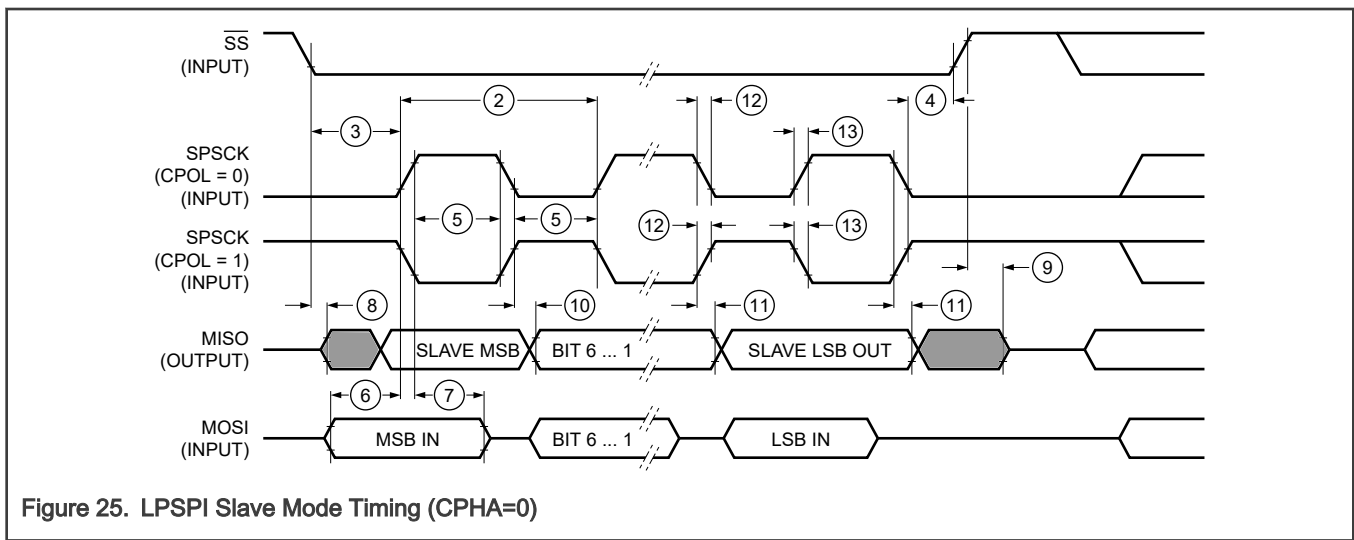 SS
(INPUT)
2
12
4
3
13
SPSCK
(CPOL = 0)
(INPUT)
5
5
12
13
SPSCK
(CPOL = 1)
(INPUT)
9
8
10
11
11
MISO
(OUTPUT)
SLAVE MSB
BIT 6 ... 1
SLAVE LSB OUT
6
7
MOSI
(INPUT)
MSB IN
BIT 6 ... 1
LSB IN
Figure 25. LPSPI Slave Mode Timing (CPHA=0)